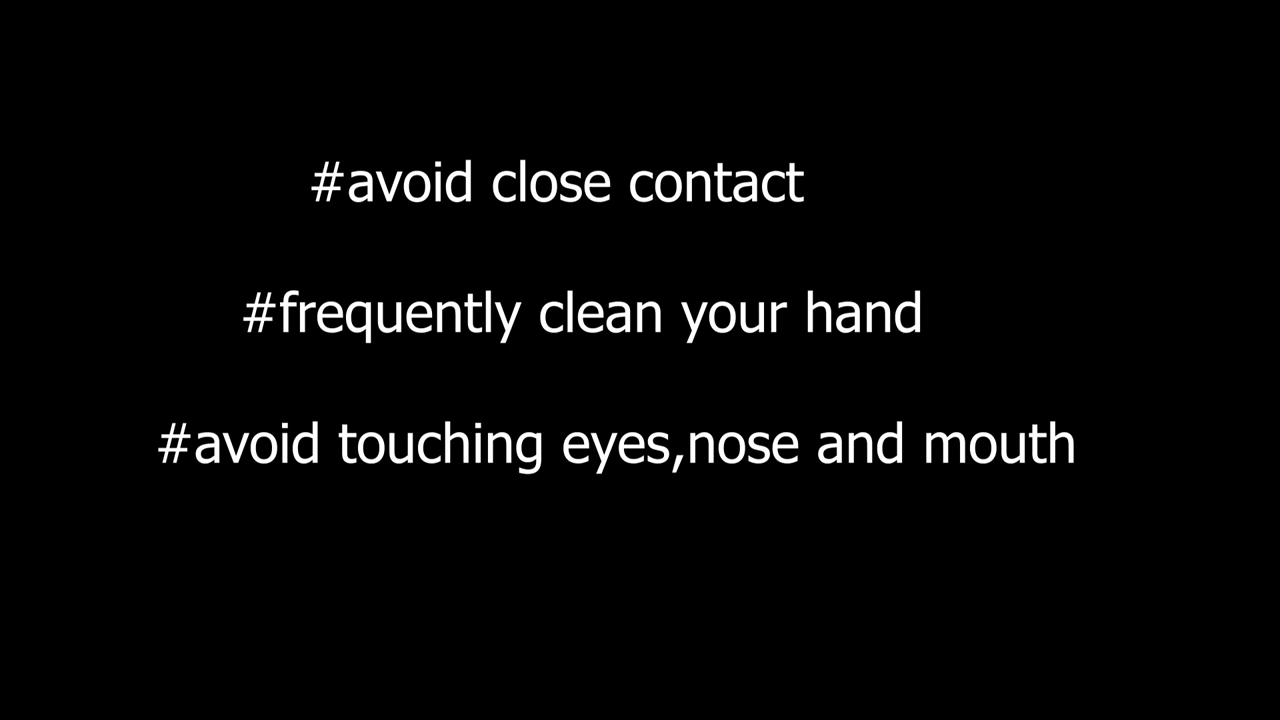 #avoid close contact
#frequently clean your hand
#avoid touching eyes,nose and mouth